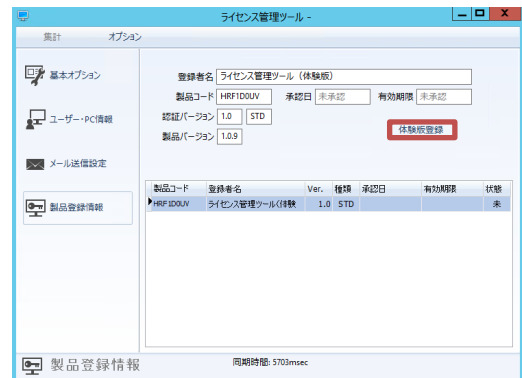 ライセンス管理ツール -
集計 オプション
基本オプション
ユーザー・PC情報
メール送信設定
製品登録情報
登録者名 ライセンス管理ツール（体験版）
製品コード HRF1D0UV 承認日 未承認 有効期限 未承認
認証バージョン 1.0 STD
製品バージョン 1.0.9
体験版登録
製品コード 登録者名 Ver. 種類 承認日 有効期限 状態
HRF1D0UV ライセンス管理ツール（体験 1.0 STD 未
製品登録情報 同期時間: 5703msec